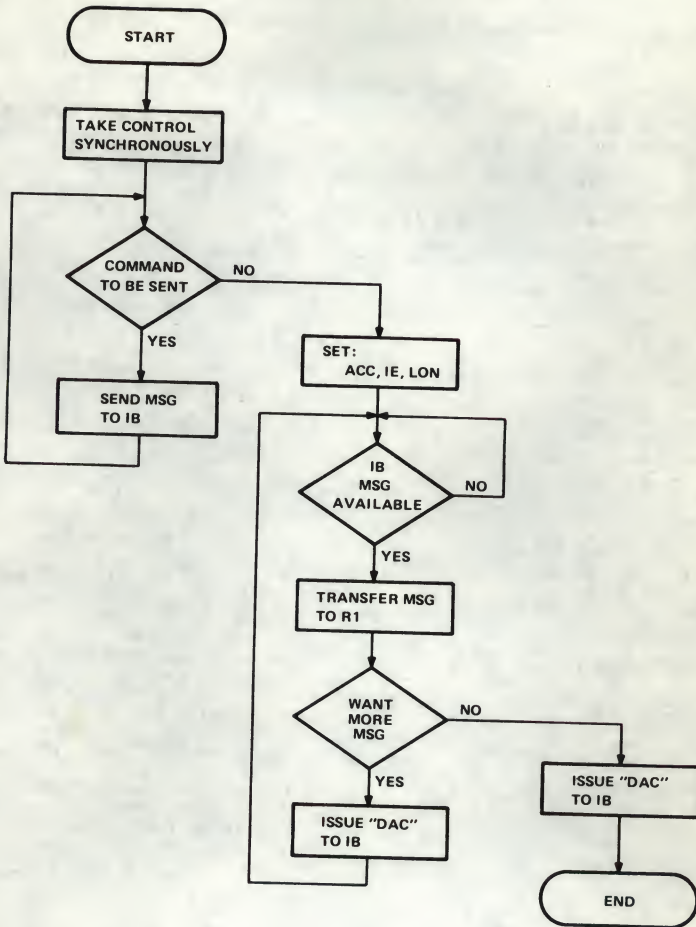 START
TAKE CONTROL
SYNCHRONOUSLY
COMMAND
TO BE SENT
NO
YES
SEND MSG
TO IB
SET:
ACC, IE, LON
IB
MSG
AVAILABLE
NO
YES
TRANSFER MSG
TO R1
WANT
MORE
MSG
NO
YES
ISSUE "DAC"
TO IB
ISSUE "DAC"
TO IB
END